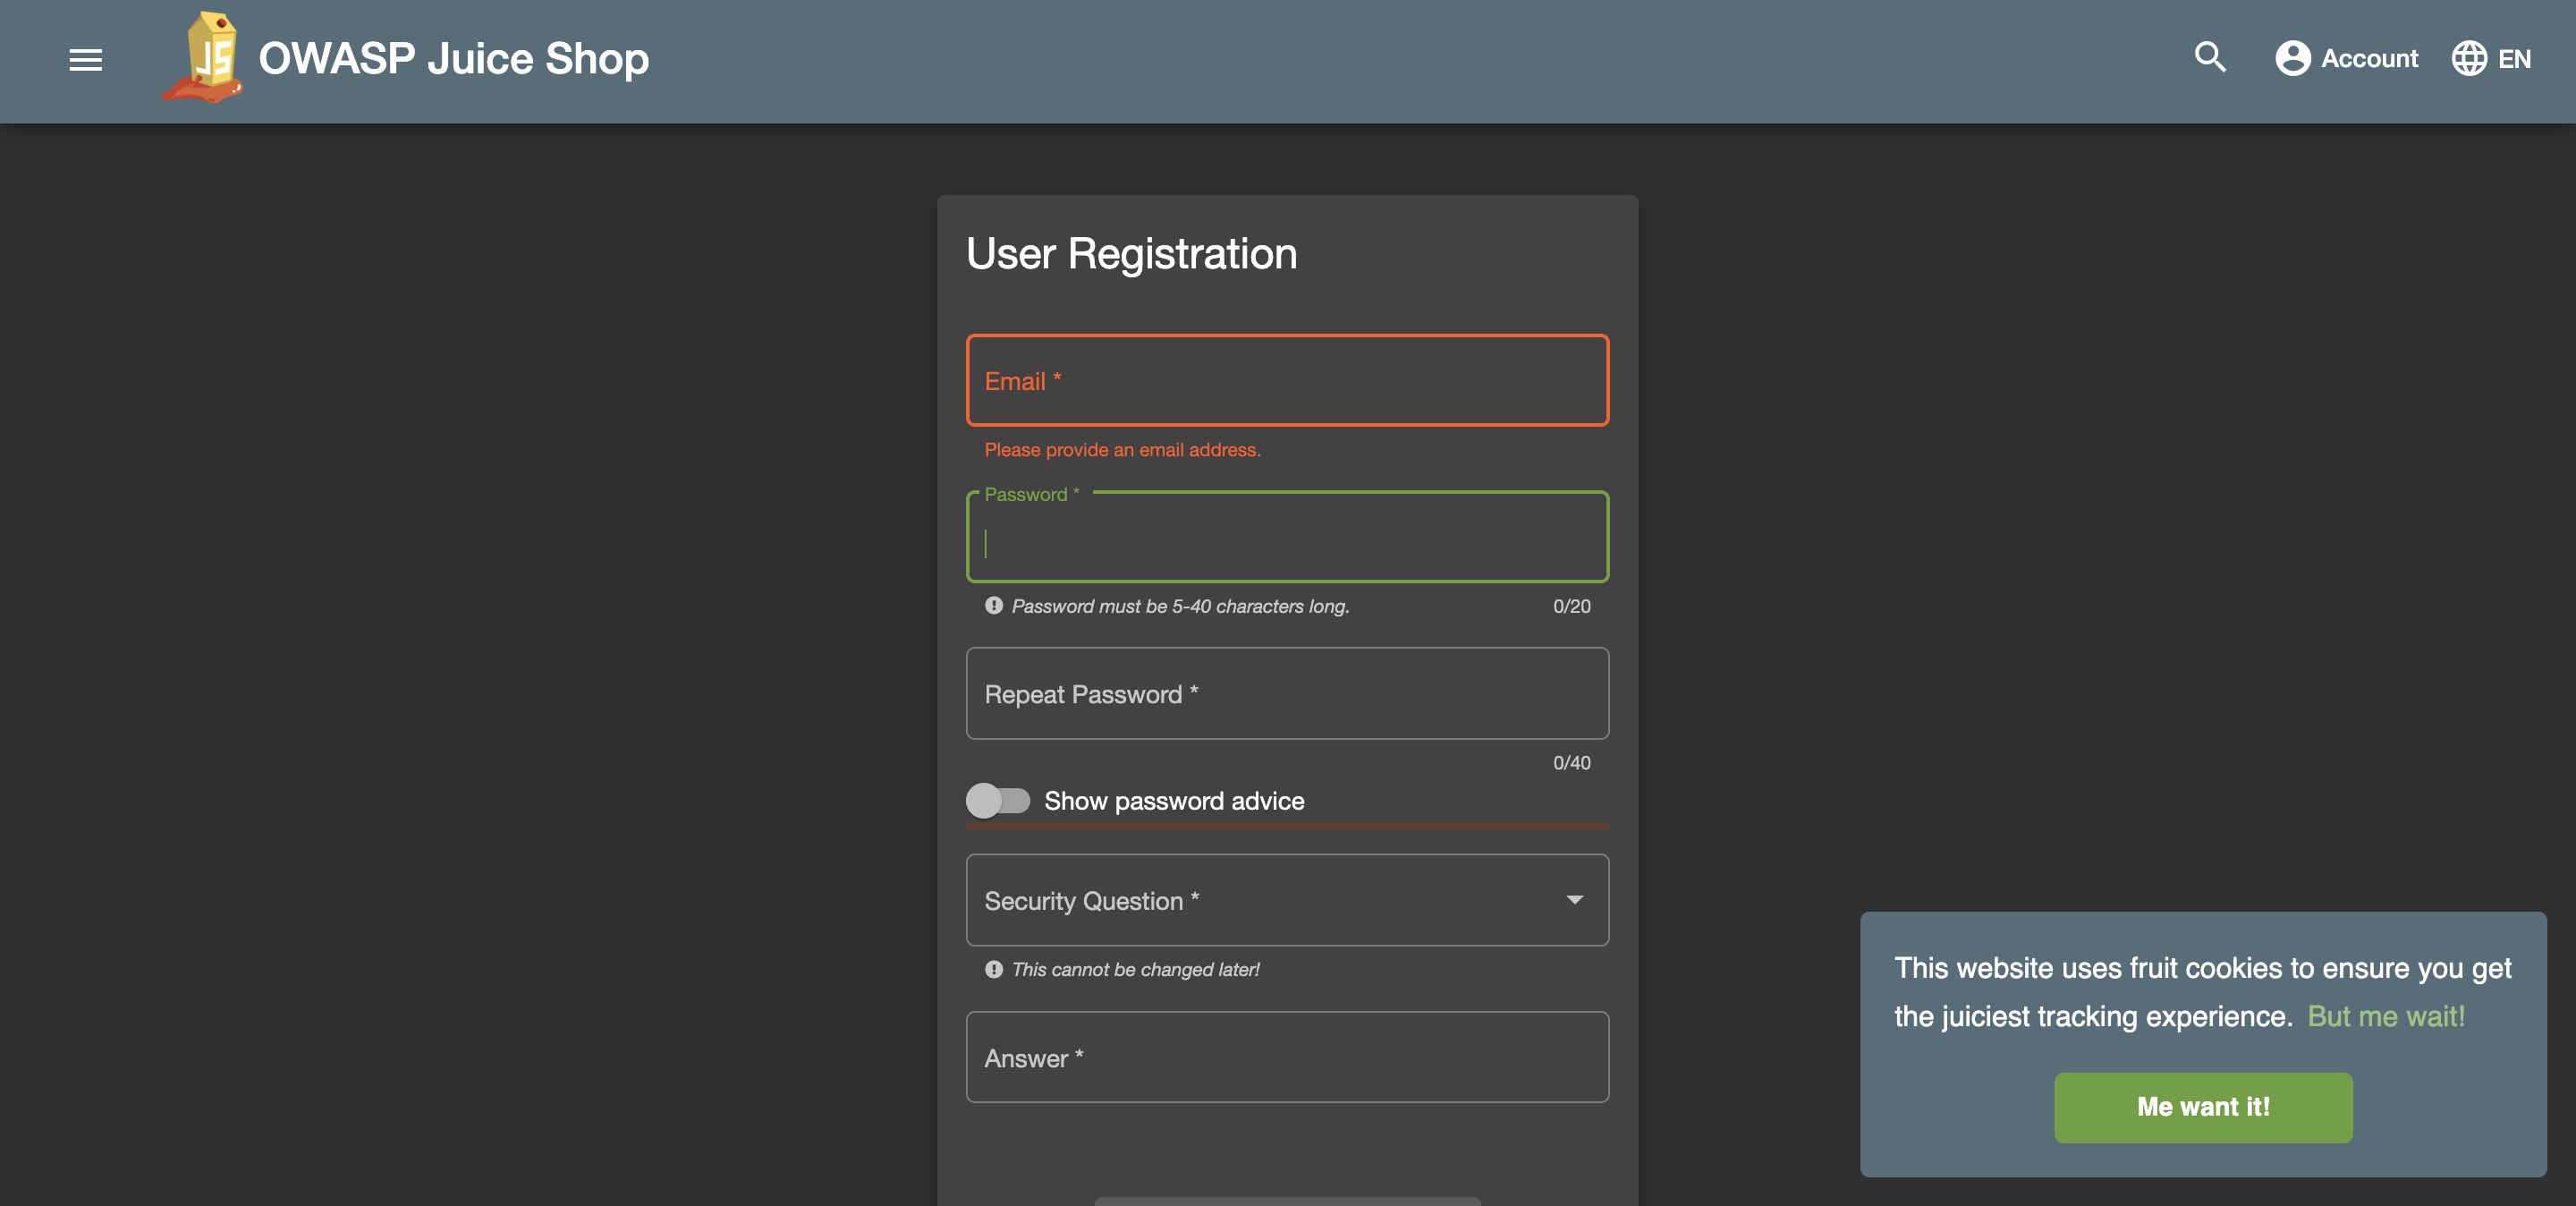 JS
OWASP Juice Shop
Account
EN
User Registration
Email *
Please provide an email address.
Password *
Password must be 5-40 characters long.
0/20
Repeat Password *
0/40
Show password advice
Security Question *
This cannot be changed later!
Answer *
This website uses fruit cookies to ensure you get
the juiciest tracking experience. But me wait!
Me want it!